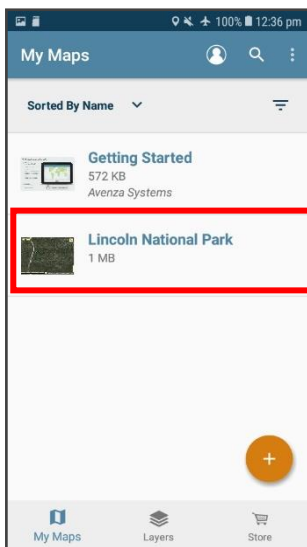 100% 12:36 pm
My Maps
Sorted By Name
Getting Started
572 KB
Avenza Systems
Lincoln National Park
1 MB
+
My Maps Layers Store